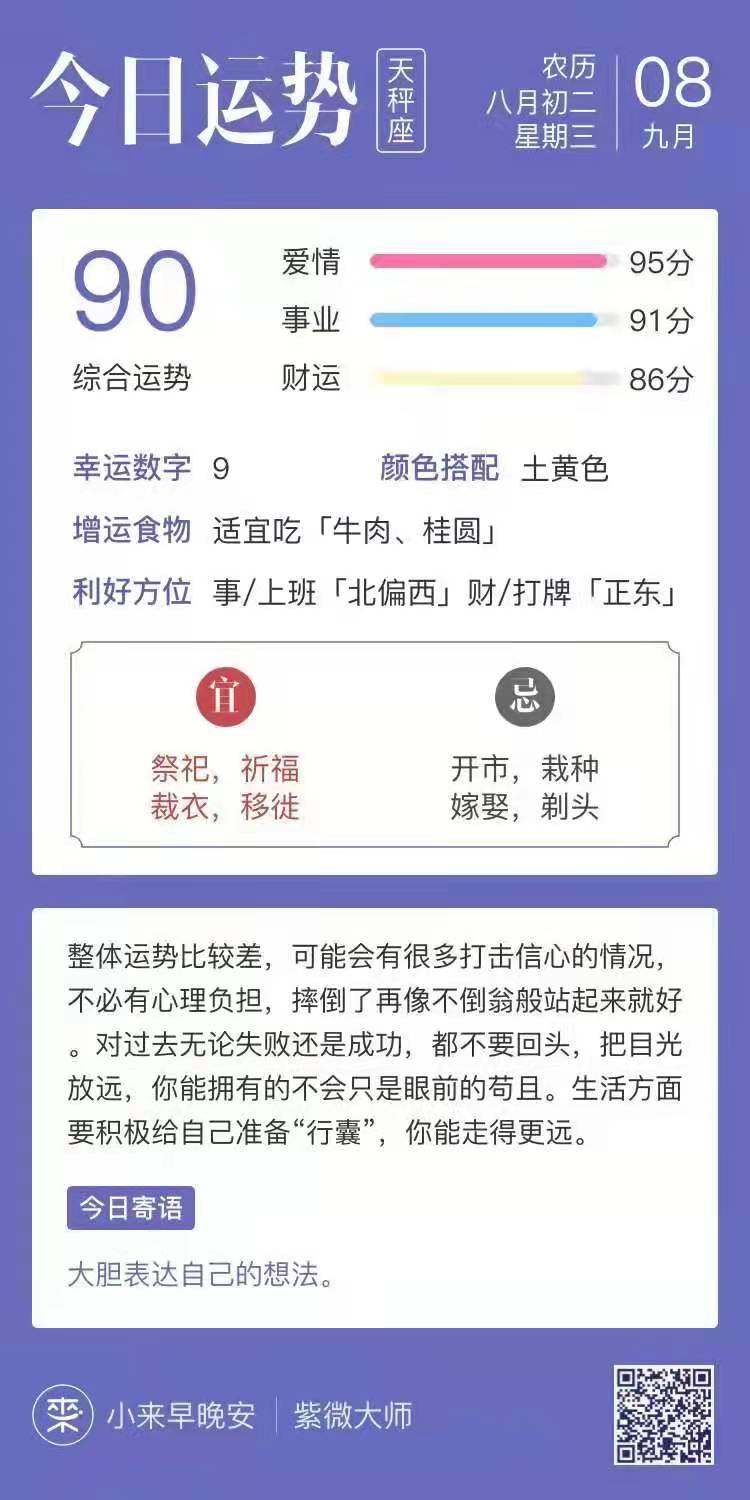 今日运势
天秤座
农历
八月初二
星期三
08
九月
90
综合运势
爱情 95分
事业 91分
财运 86分
幸运数字 9 颜色搭配 土黄色
增运食物 适宜吃「牛肉、桂圆」
利好方位 事/上班「北偏西」财/打牌「正东」
宜
祭祀，祈福
裁衣，移徙
忌
开市，栽种
嫁娶，剃头
整体运势比较差，可能会有很多打击信心的情况，
不必有心理负担，摔倒了再像不倒翁般站起来就好
。对过去无论失败还是成功，都不要回头，把目光
放远，你能拥有的不会只是眼前的苟且。生活方面
要积极给自己准备“行囊”，你能走得更远。
今日寄语
大胆表达自己的想法。
來 小来早晚安 紫微大师